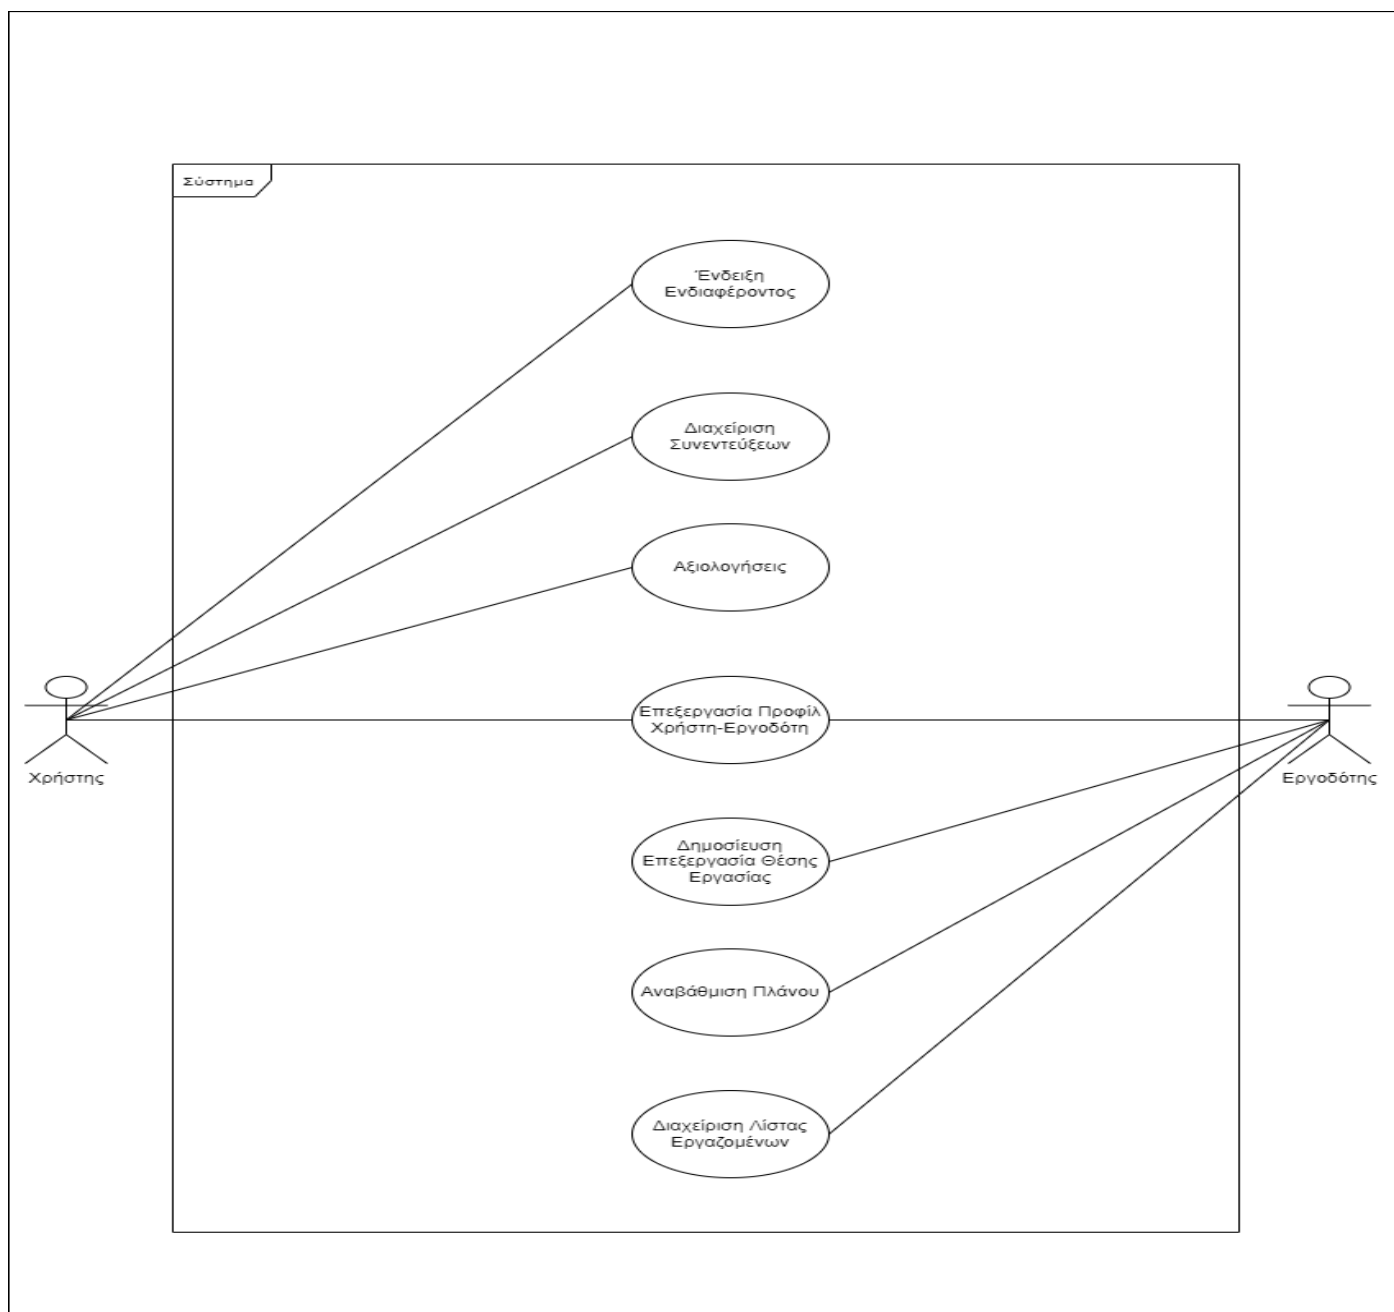 Σύστημα
Ένδειξη
Ενδιαφέροντος
Διαχείριση
Συνεντεύξεων
Αξιολογήσεις
Επεξεργασία Προφίλ
Χρήστη-Εργοδότη
Χρήστης
Εργοδότης
Δημοσίευση
Επεξεργασία Θέσης
Εργασίας
Αναβάθμιση Πλάνου
Διαχείριση Λίστας
Εργαζομένων